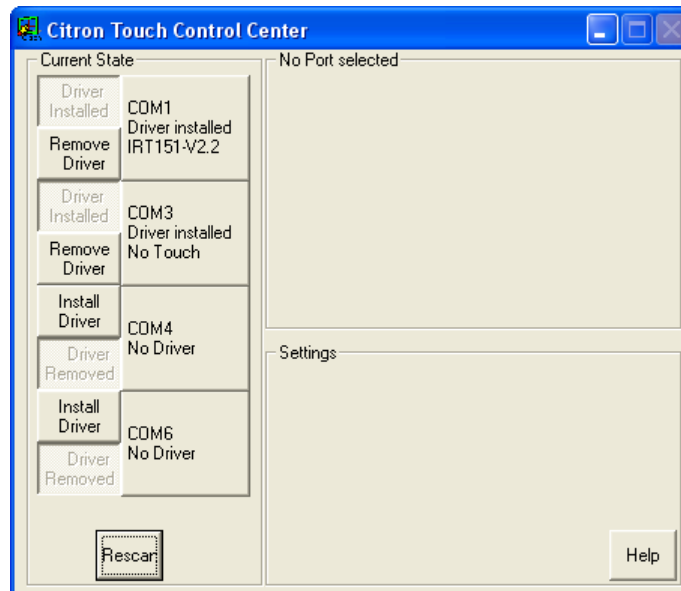 Citron Touch Control Center
Current State
Driver
Installed
Remove
Driver
COM1
Driver installed
IRT151-V2.2
Driver
Installed
Remove
Driver
COM3
Driver installed
No Touch
Install
Driver
Driver
Removed
COM4
No Driver
Install
Driver
Driver
Removed
COM6
No Driver
Rescan
No Port selected
Settings
Help